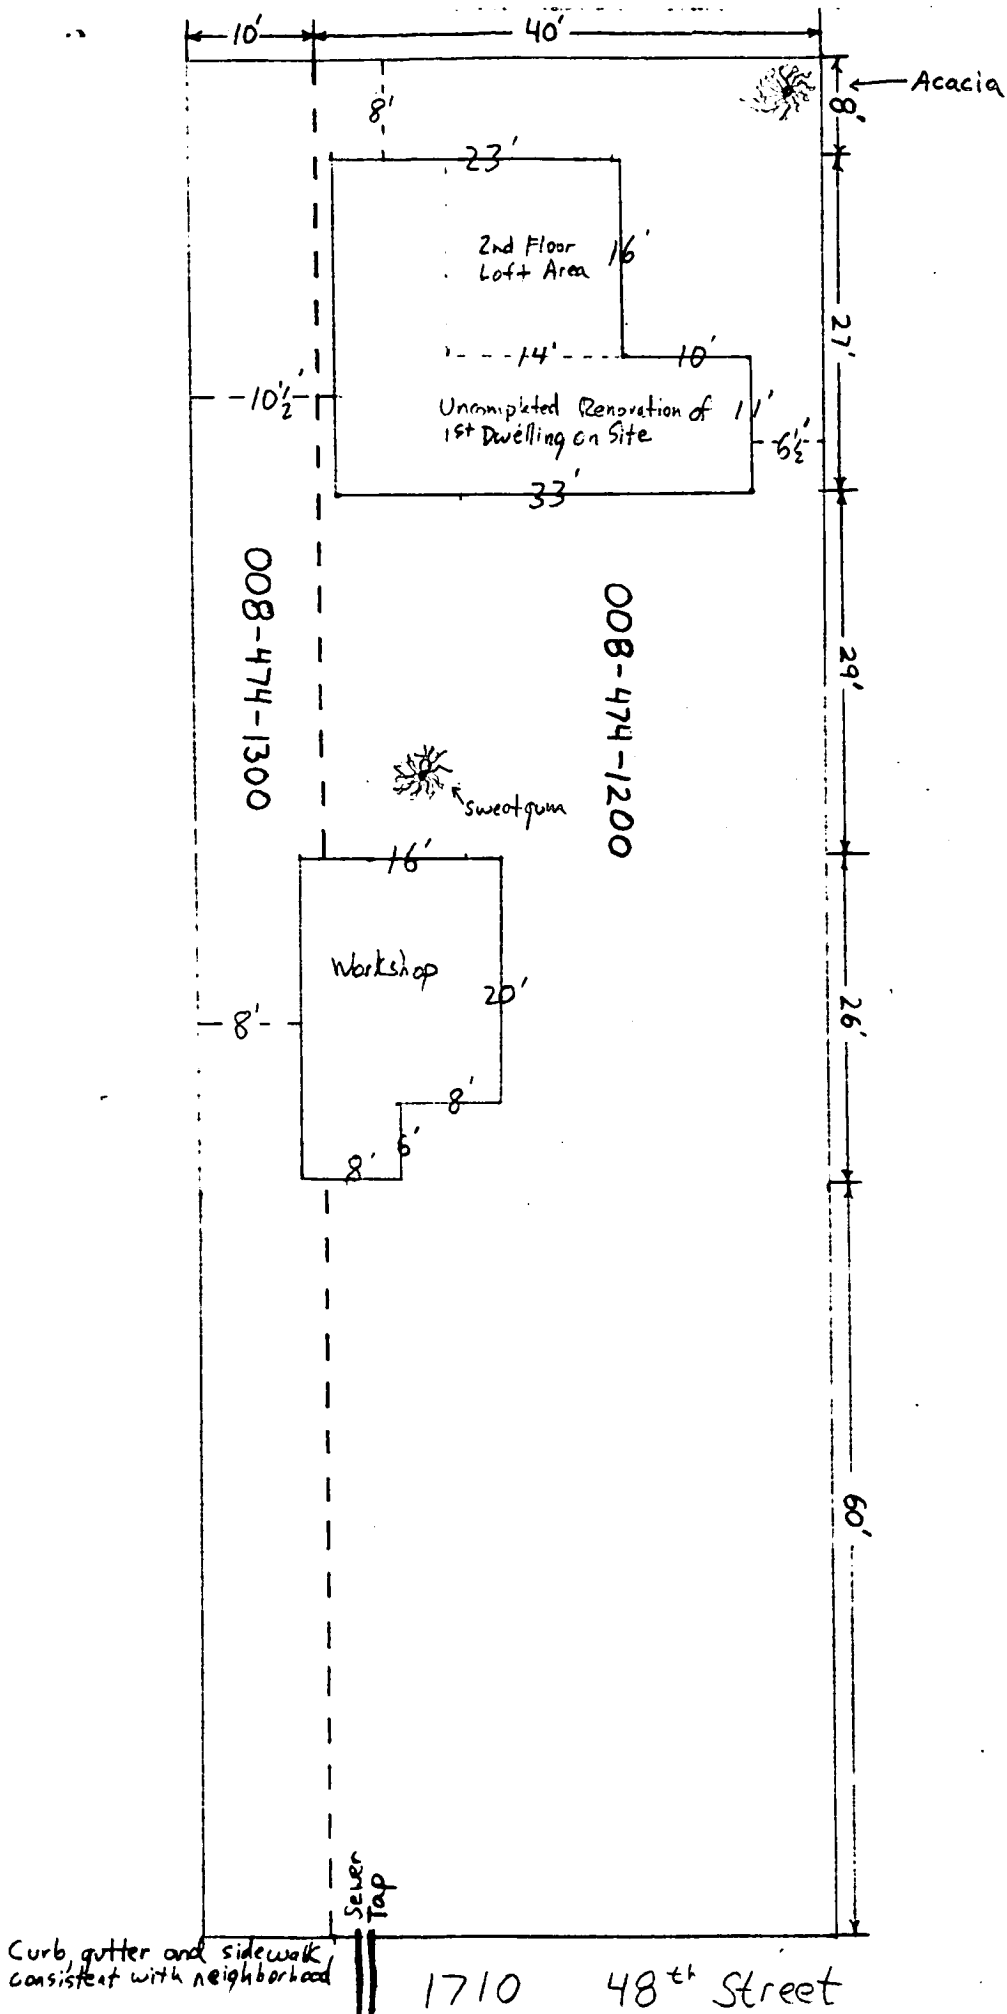 10' 40'
Acacia
8'
8'
23'
2nd Floor
Loft Area
16'
27'
14' 10'
10½'
Uncompleted Renovation of
1st Dwelling on Site
11'
6½'
33'
008-474-1300
008-474-1200
29'
sweetgum
16'
Workshop
20'
26'
8'
8'
6'
8'
60'
Sewer
Tap
Curb, gutter and sidewalk
consistent with neighborhood
1710 48th Street